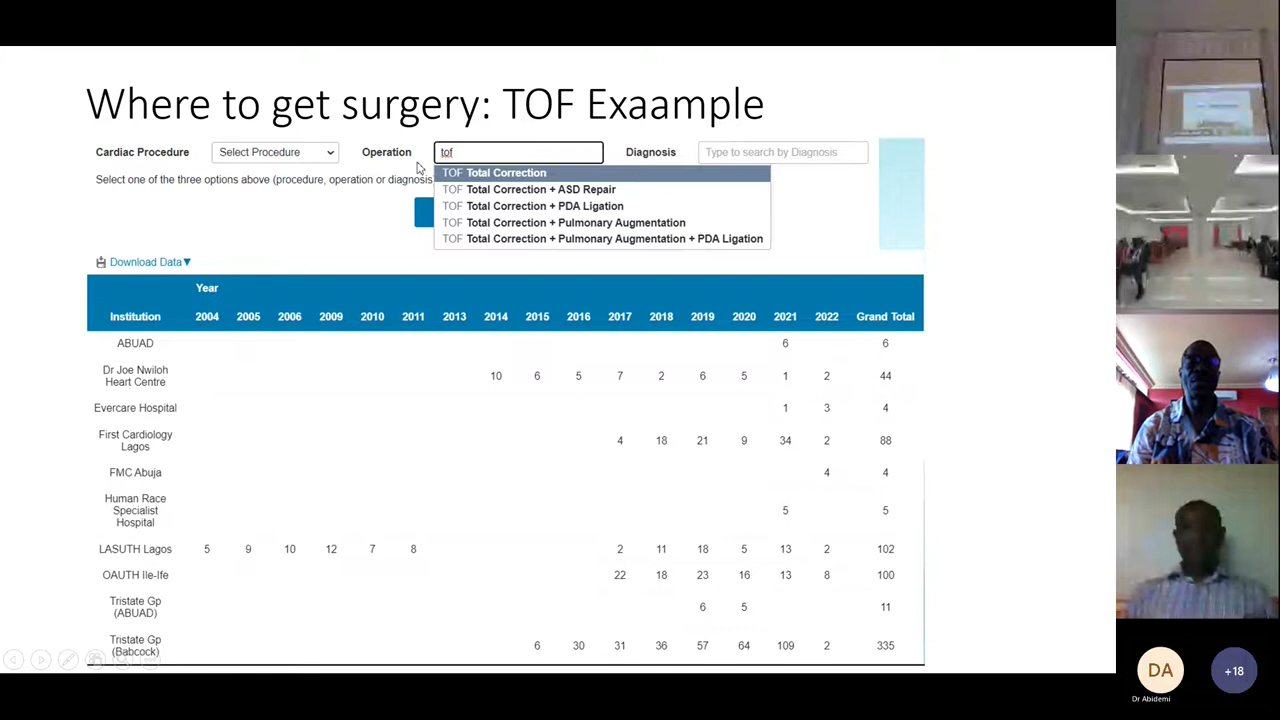 Where to get surgery: TOF Exaample
Cardiac Procedure Select Procedure Operation tof Diagnosis Type to search by Diagnosis
Select one of the three options above (procedure, operation or diagnosis
TOF Total Correction
TOF Total Correction + ASD Repair
TOF Total Correction + PDA Ligation
TOF Total Correction + Pulmonary Augmentation
TOF Total Correction + Pulmonary Augmentation + PDA Ligation
Download Data▼
Year
Institution 2004 2005 2006 2009 2010 2011 2013 2014 2015 2016 2017 2018 2019 2020 2021 2022 Grand Total
ABUAD 6 6
Dr Joe Nwiloh
Heart Centre 10 6 5 7 2 6 5 1 2 44
Evercare Hospital 1 3 4
First Cardiology
Lagos 4 18 21 9 34 2 88
FMC Abuja 4 4
Human Race
Specialist
Hospital 5 5
LASUTH Lagos 5 9 10 12 7 8 2 11 18 5 13 2 102
OAUTH Ile-Ife 22 18 23 16 13 8 100
Tristate Gp
(ABUAD) 6 5 11
Tristate Gp
(Babcock) 6 30 31 36 57 64 109 2 335
DA
Dr Abidemi
+18